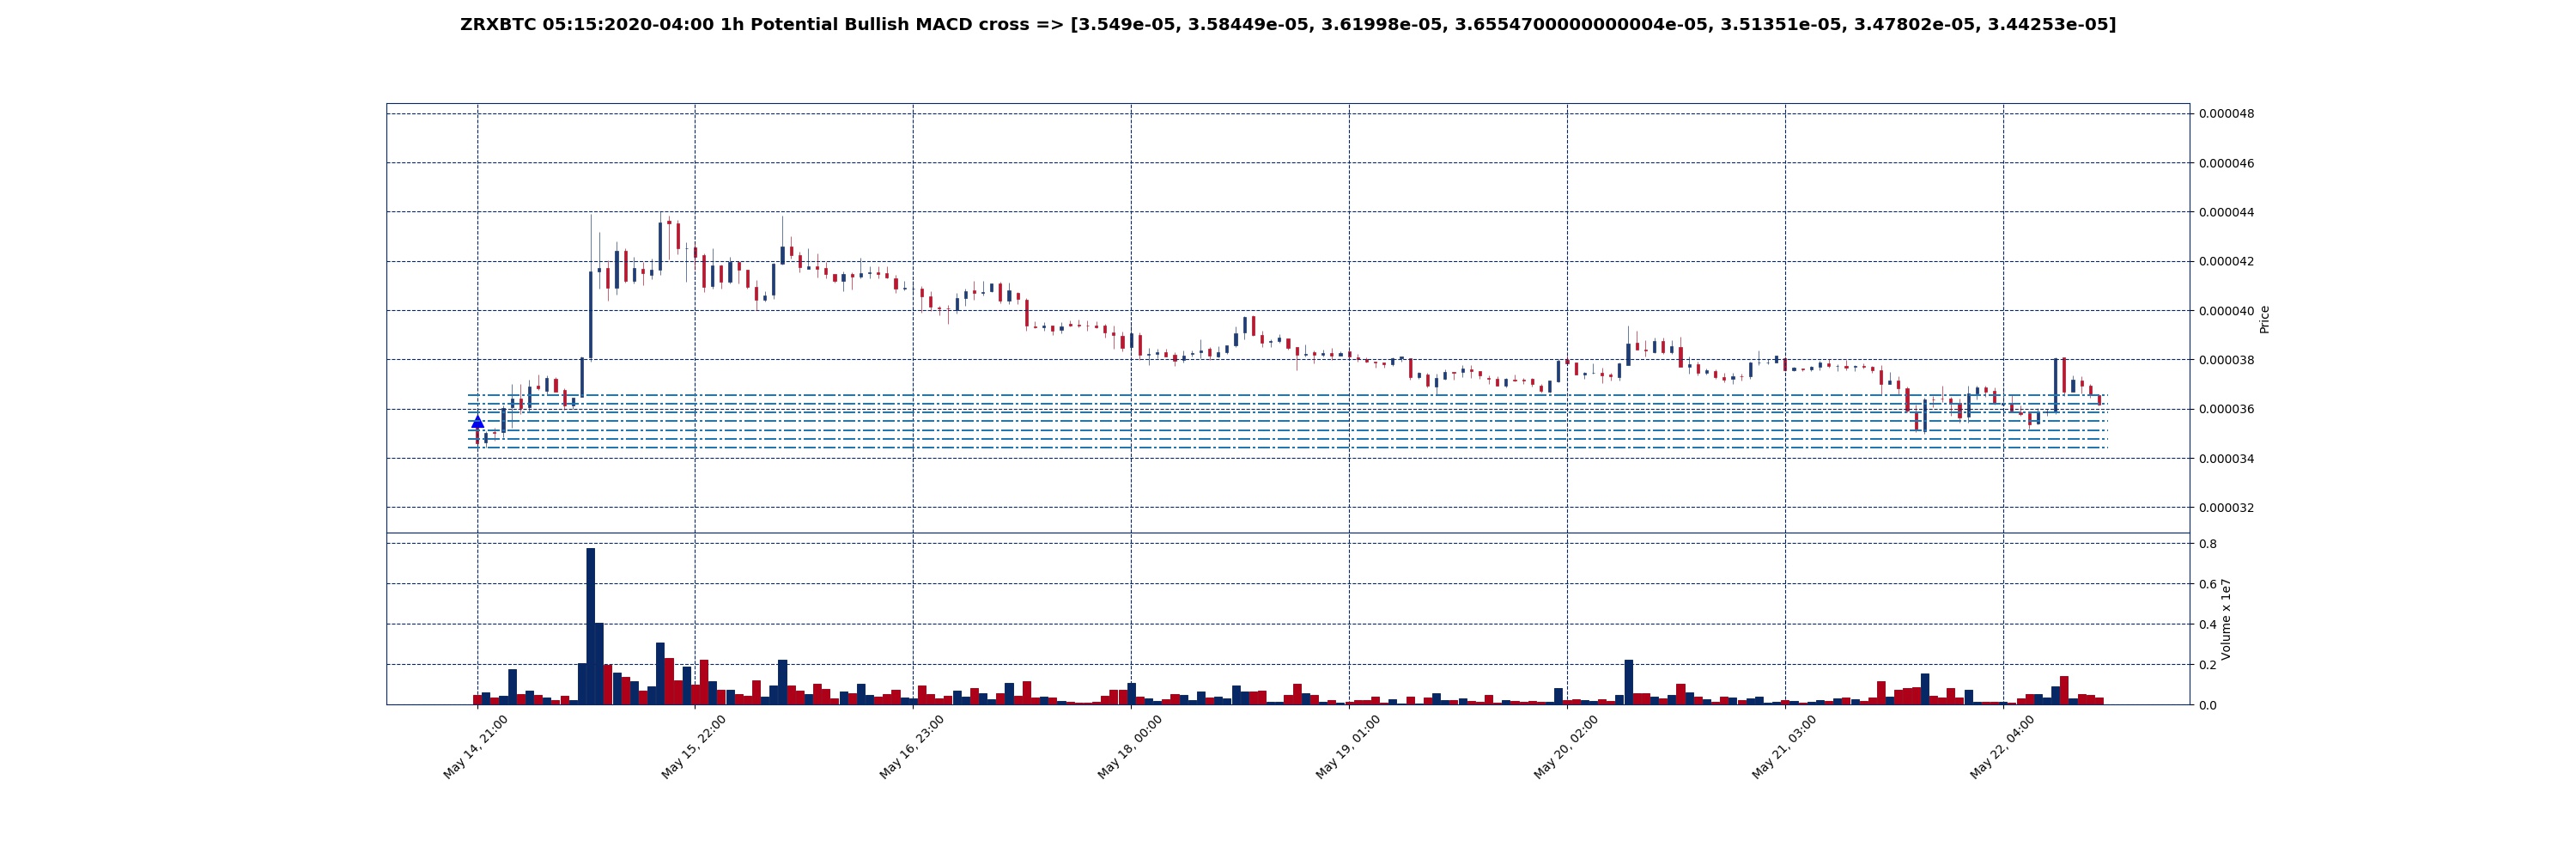 ZRXBTC 05:15:2020-04:00 1h Potential Bullish MACD cross => [3.549e-05, 3.58449e-05, 3.61998e-05, 3.6554700000000004e-05, 3.51351e-05, 3.47802e-05, 3.44253e-05]
0.000048
0.000046
0.000044
0.000042
0.000040
0.000038
0.000036
0.000034
0.000032
Price
0.8
0.6
0.4
0.2
0.0
Volume x 1e7
May 14, 21:00
May 15, 22:00
May 16, 23:00
May 18, 00:00
May 19, 01:00
May 20, 02:00
May 21, 03:00
May 22, 04:00